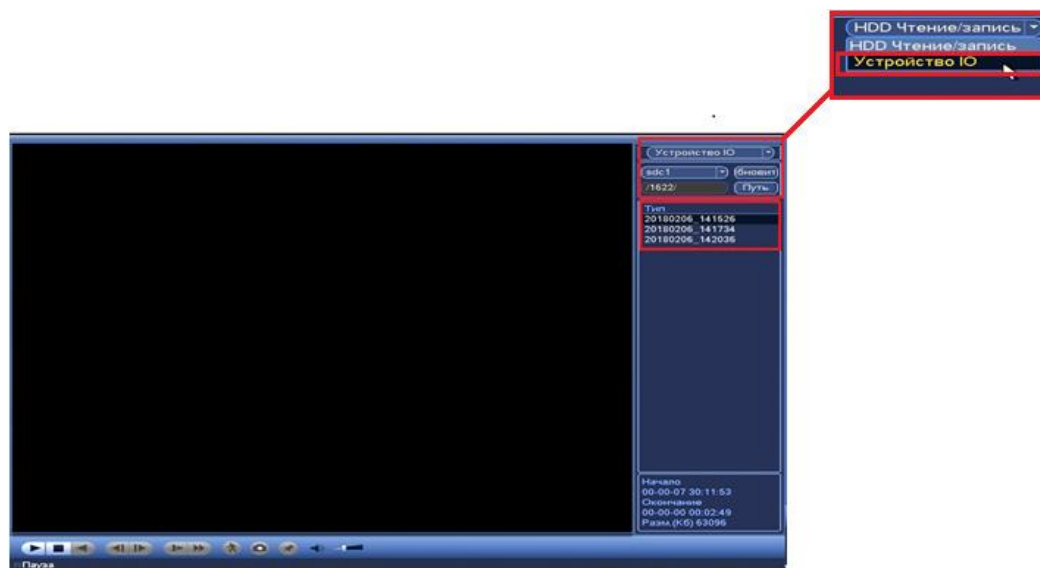 HDD Чтение/запись
HDD Чтение/запись
Устройство IO
Устройство IO
sdc1
бновит
/1622/
Путь
Тип
20180206_141526
20180206_141734
20180206_142036
Начало
00-00-07 30:11:53
Окончание
00-00-00 00:02:49
Разм.(Кб) 63096
Пауза